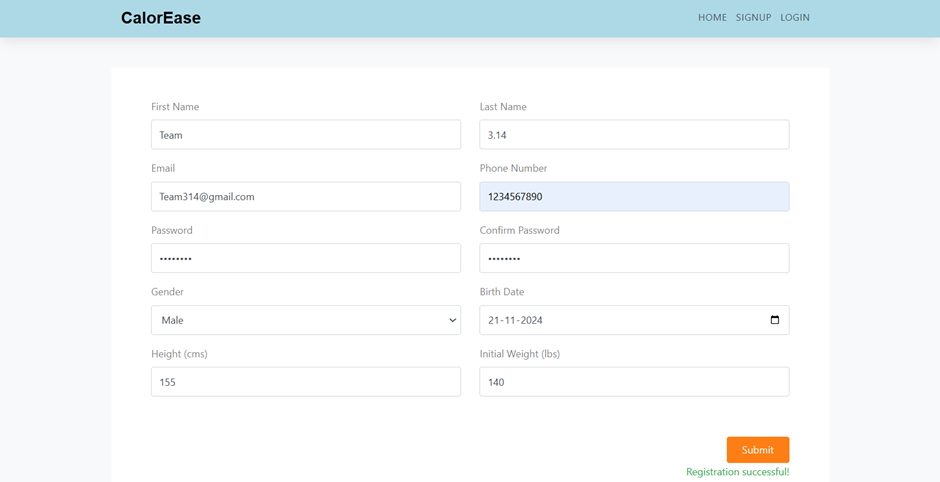 CalorEase
HOME SIGNUP LOGIN
First Name
Last Name
Team
3.14
Email
Phone Number
Team314@gmail.com
1234567890
Password
Confirm Password
••••••••
••••••••
Gender
Birth Date
Male
21-11-2024
Height (cms)
Initial Weight (lbs)
155
140
Submit
Registration successful!